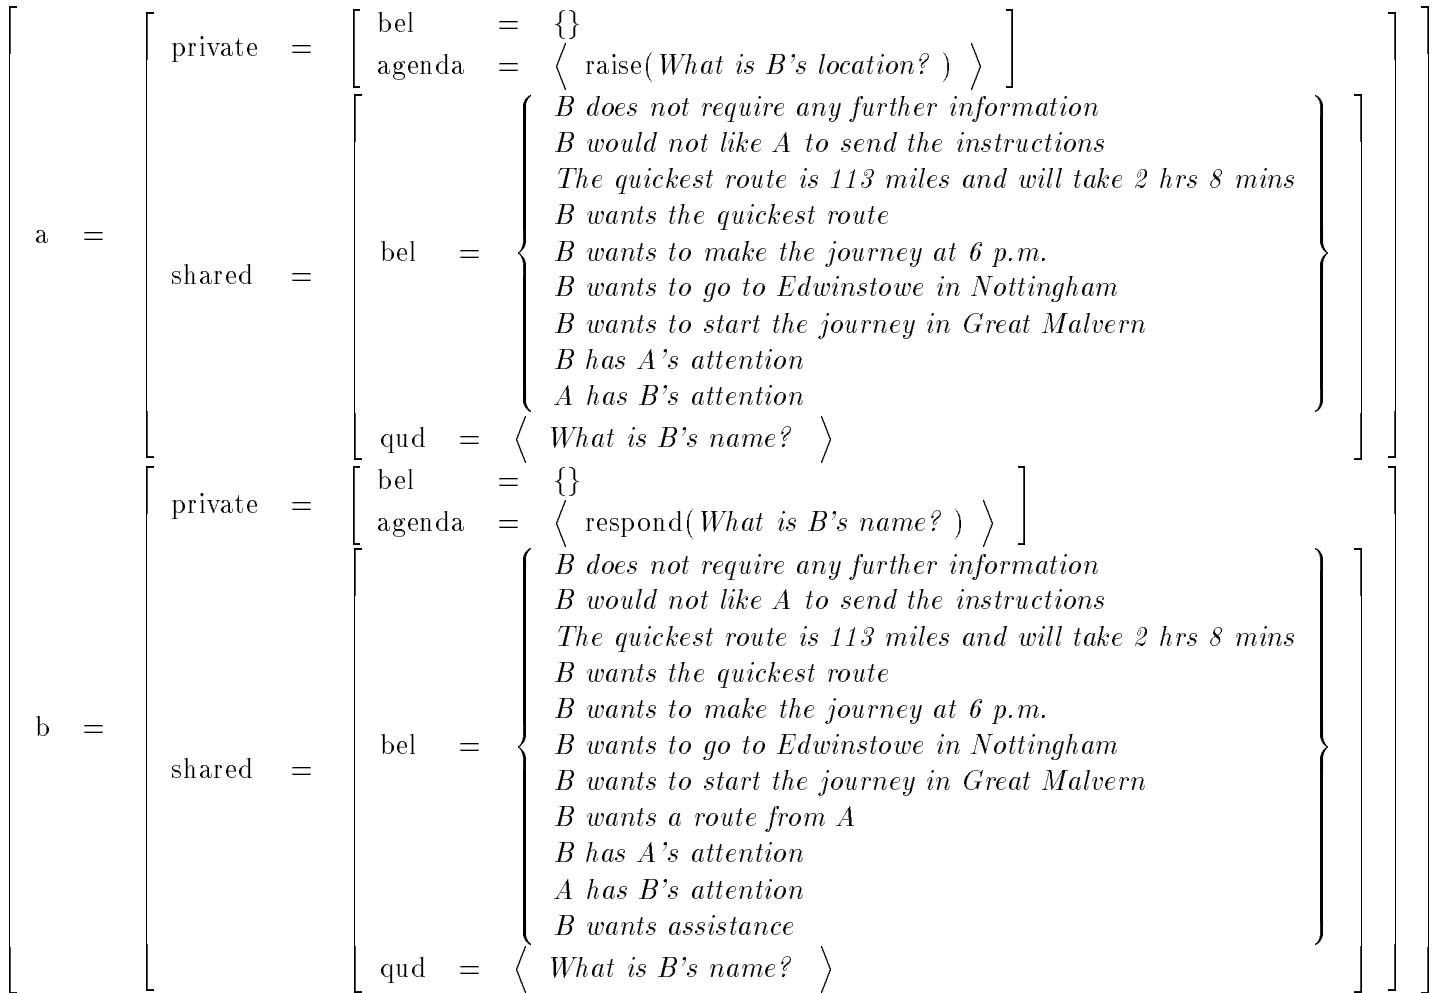 a = private = bel = {}
agenda = ⟨ raise(What is B's location? ) ⟩
shared = bel = B does not require any further information
B would not like A to send the instructions
The quickest route is 113 miles and will take 2 hrs 8 mins
B wants the quickest route
B wants to make the journey at 6 p.m.
B wants to go to Edwinstowe in Nottingham
B wants to start the journey in Great Malvern
B has A's attention
A has B's attention
qud = ⟨ What is B's name? ⟩
b = private = bel = {}
agenda = ⟨ respond(What is B's name? ) ⟩
shared = bel = B does not require any further information
B would not like A to send the instructions
The quickest route is 113 miles and will take 2 hrs 8 mins
B wants the quickest route
B wants to make the journey at 6 p.m.
B wants to go to Edwinstowe in Nottingham
B wants to start the journey in Great Malvern
B wants a route from A
B has A's attention
A has B's attention
B wants assistance
qud = ⟨ What is B's name? ⟩